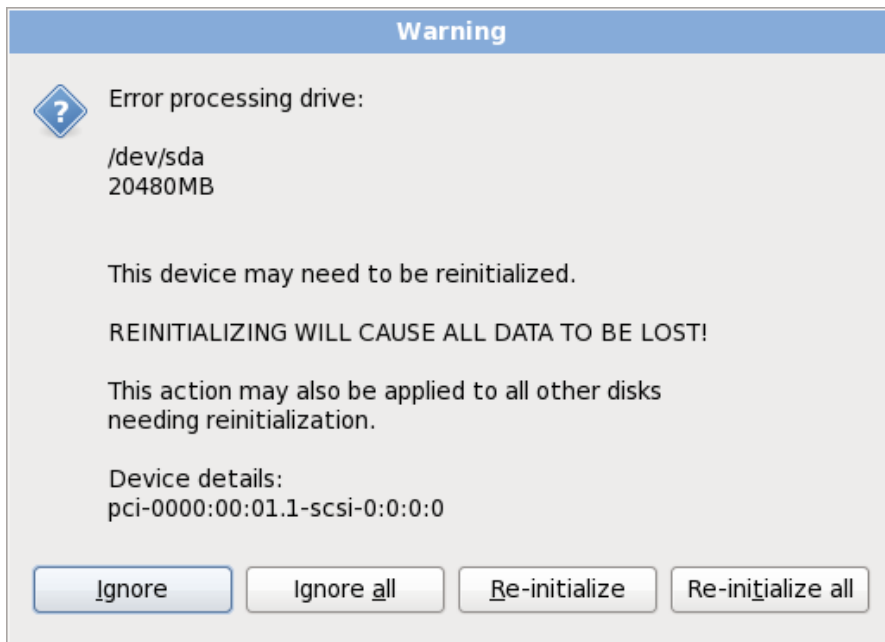 Warning
?
Error processing drive:
/dev/sda
20480MB
This device may need to be reinitialized.
REINITIALIZING WILL CAUSE ALL DATA TO BE LOST!
This action may also be applied to all other disks
needing reinitialization.
Device details:
pci-0000:00:01.1-scsi-0:0:0:0
Ignore
Ignore all
Re-initialize
Re-initialize all